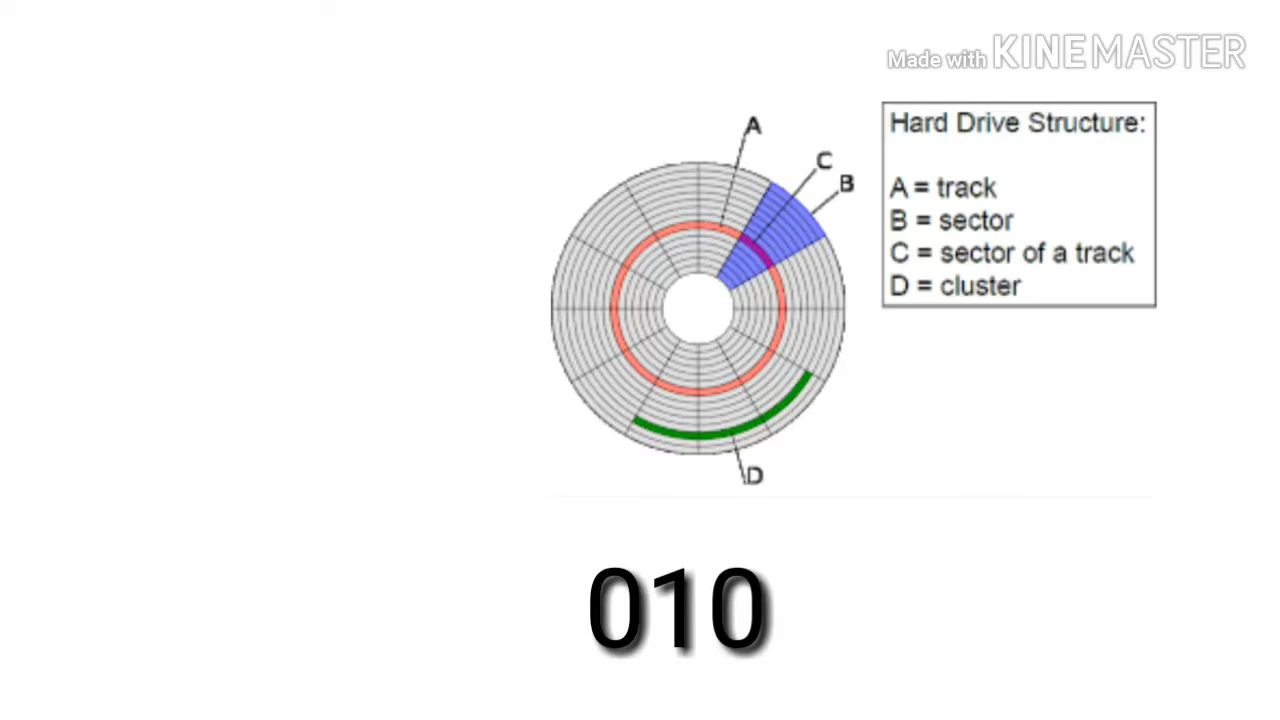 Made with KINEMASTER
A
C
B
D
Hard Drive Structure:
A = track
B = sector
C = sector of a track
D = cluster
010